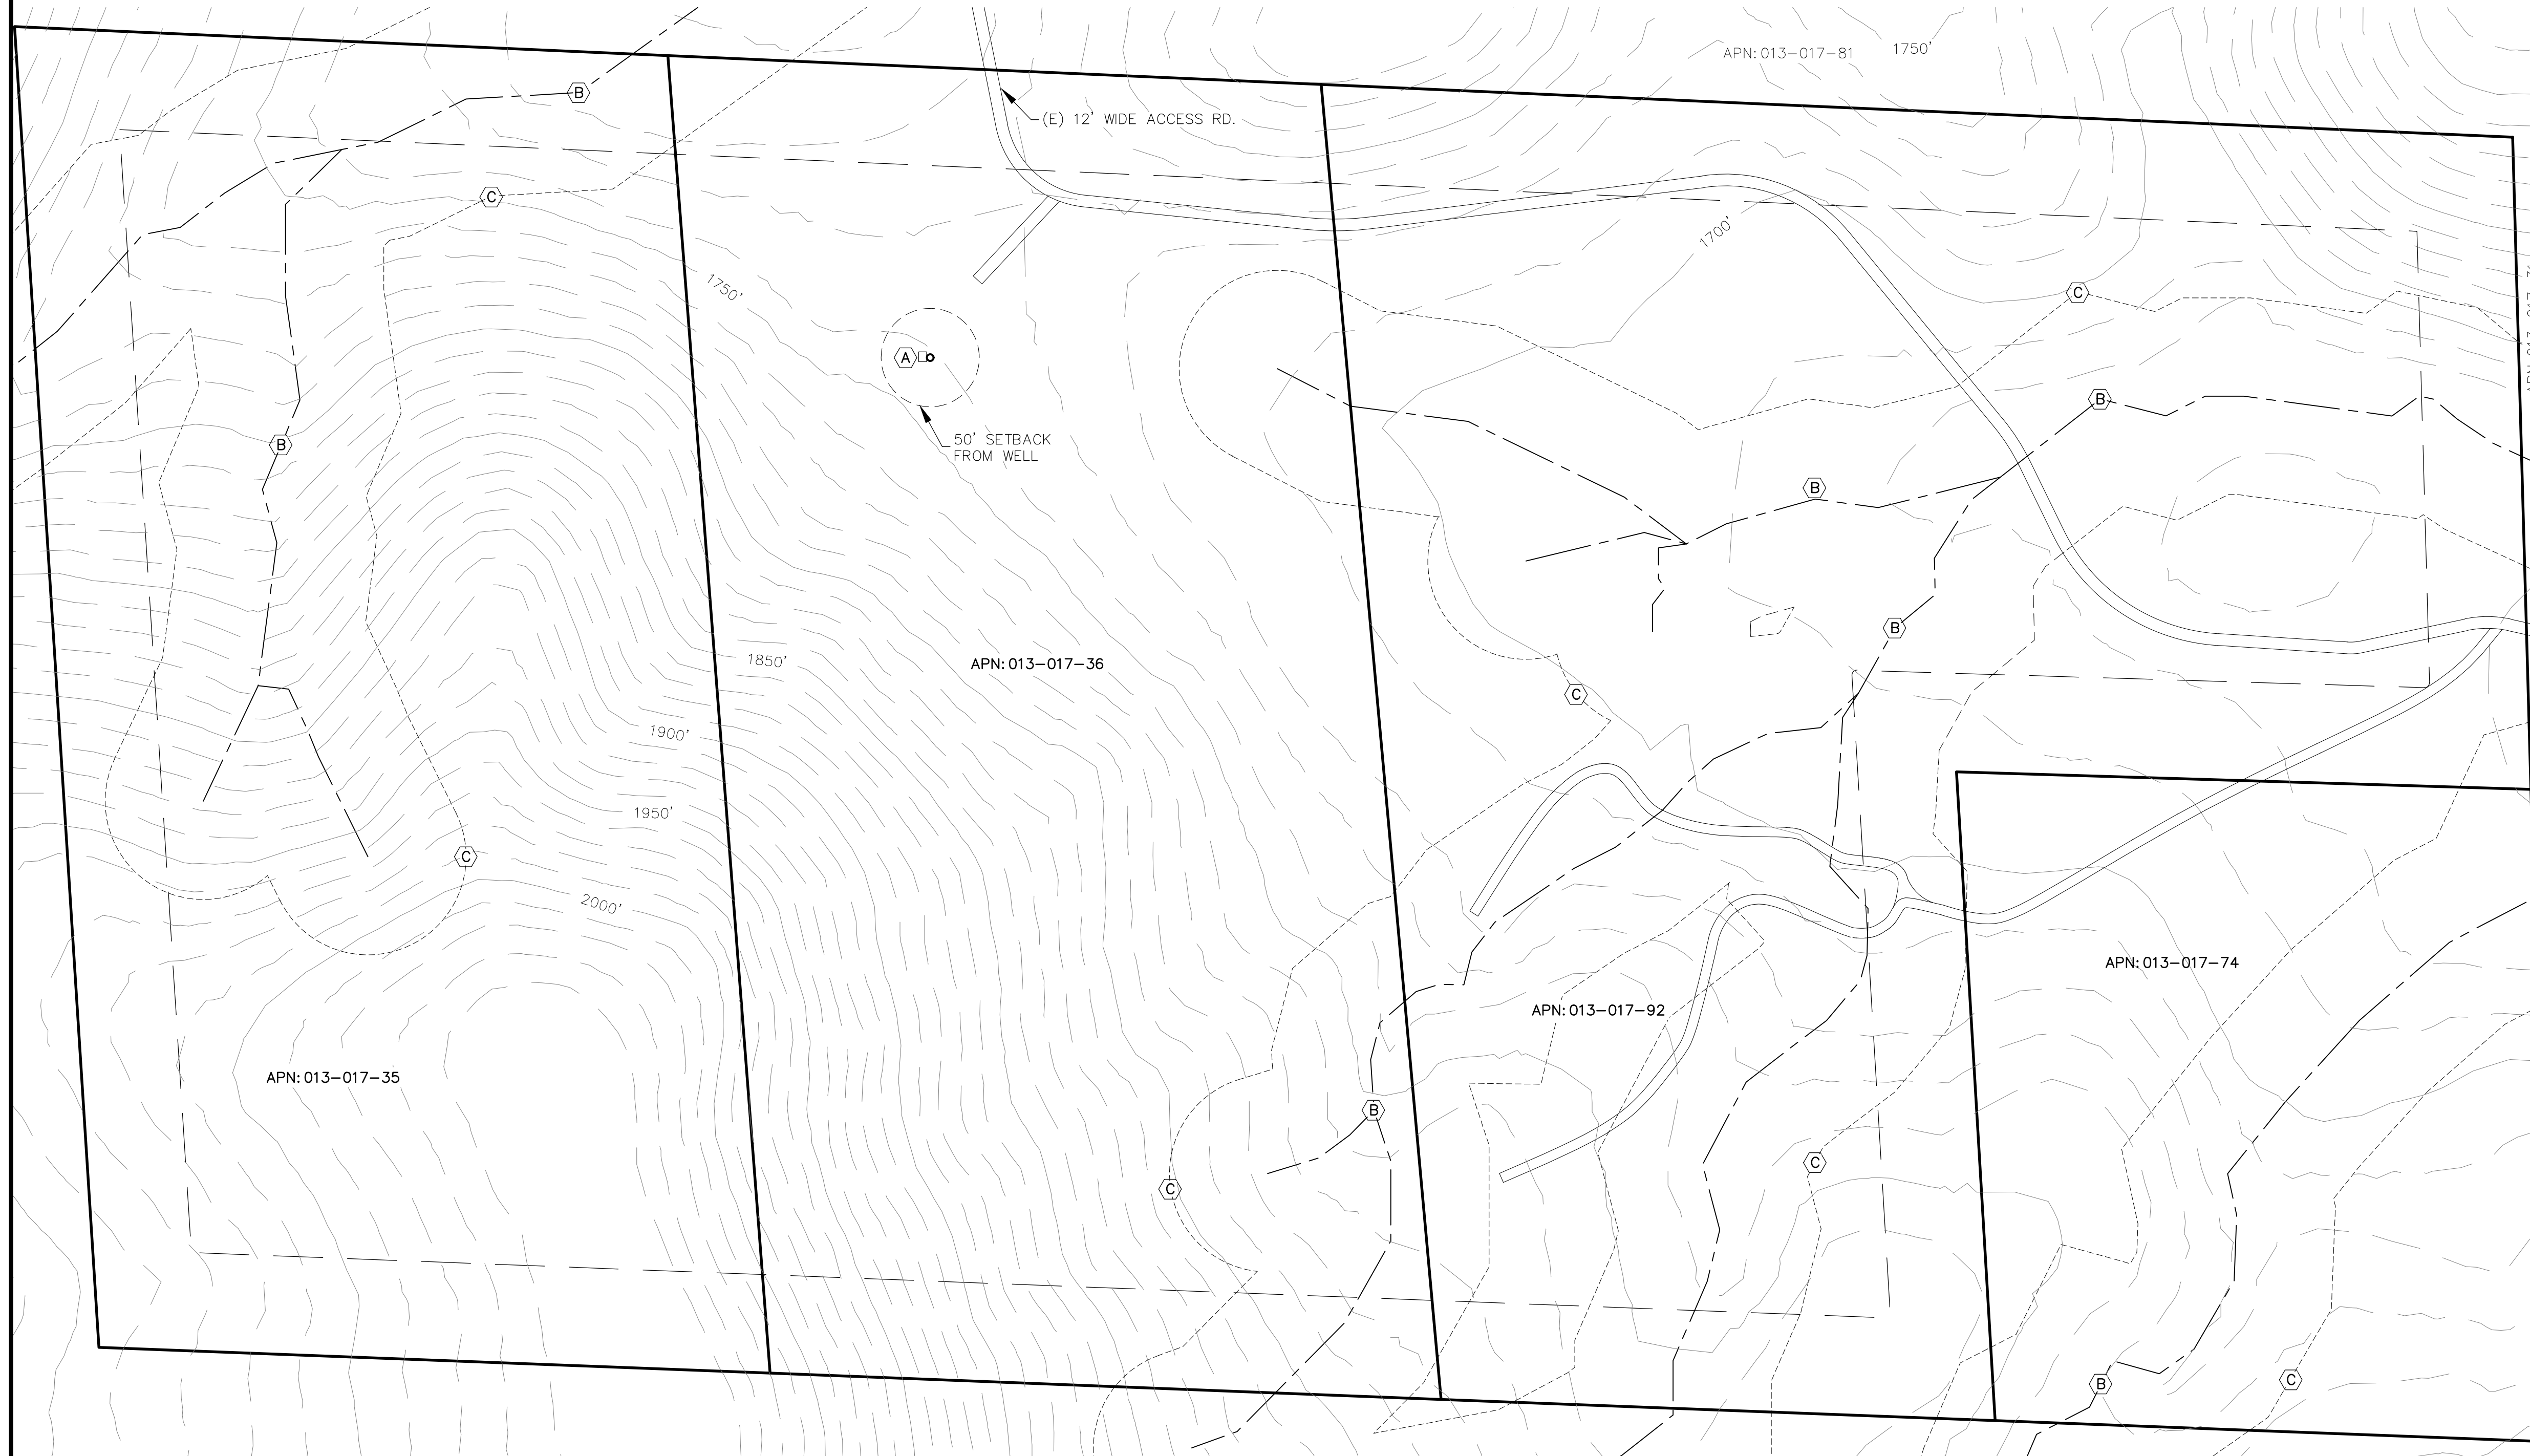 APN: 013-017-81
1750'
B
(E) 12' WIDE ACCESS RD.
C
1700'
1750'
C
A
B
50' SETBACK
FROM WELL
B
B
B
APN: 013-017-36
1850'
C
1900'
1950'
C
2000'
APN: 013-017-74
APN: 013-017-92
APN: 013-017-35
B
C
C
C
B